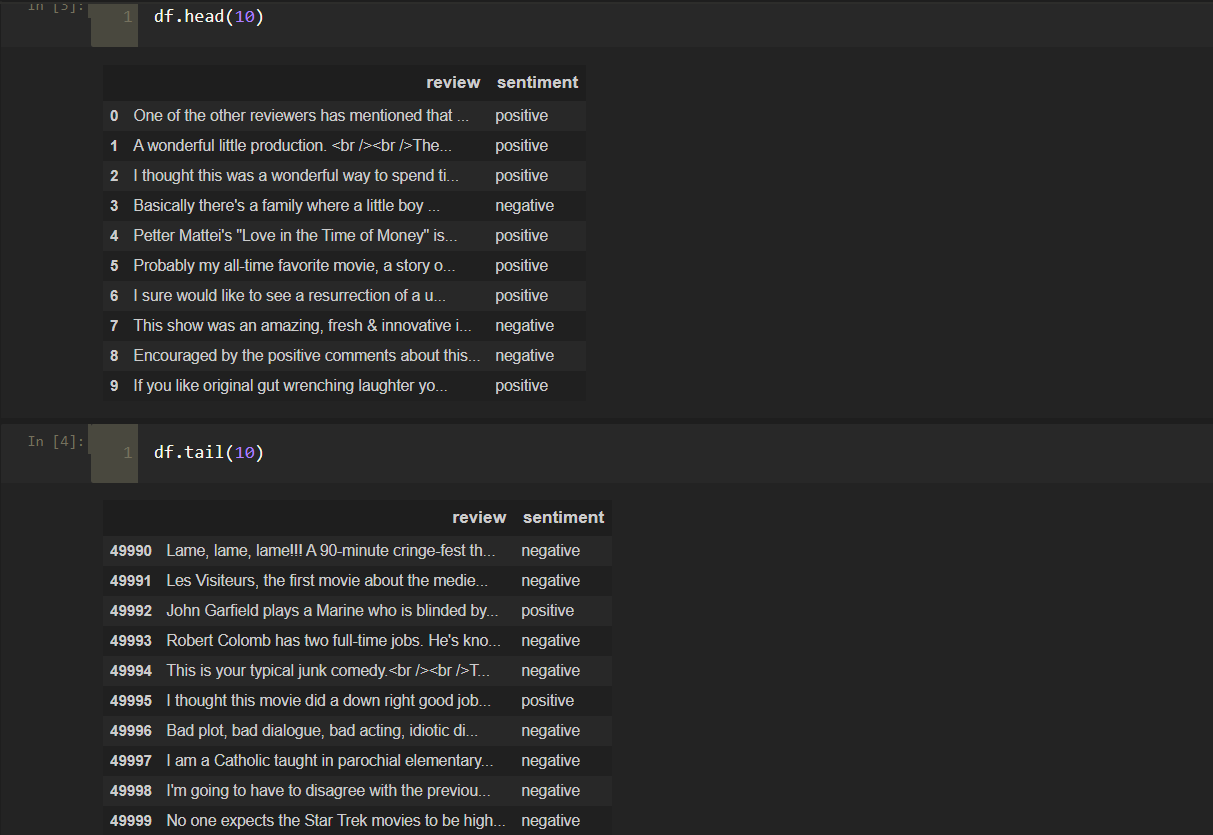 In [3]:
1 df.head(10)
review sentiment
0 One of the other reviewers has mentioned that ... positive
1 A wonderful little production. <br /><br />The... positive
2 I thought this was a wonderful way to spend ti... positive
3 Basically there's a family where a little boy ... negative
4 Petter Mattei's "Love in the Time of Money" is... positive
5 Probably my all-time favorite movie, a story o... positive
6 I sure would like to see a resurrection of a u... positive
7 This show was an amazing, fresh & innovative i... negative
8 Encouraged by the positive comments about this... negative
9 If you like original gut wrenching laughter yo... positive
In [4]:
1 df.tail(10)
review sentiment
49990 Lame, lame, lame!!! A 90-minute cringe-fest th... negative
49991 Les Visiteurs, the first movie about the medie... negative
49992 John Garfield plays a Marine who is blinded by... positive
49993 Robert Colomb has two full-time jobs. He's kno... negative
49994 This is your typical junk comedy.<br /><br />T... negative
49995 I thought this movie did a down right good job... positive
49996 Bad plot, bad dialogue, bad acting, idiotic di... negative
49997 I am a Catholic taught in parochial elementary... negative
49998 I'm going to have to disagree with the previou... negative
49999 No one expects the Star Trek movies to be high... negative